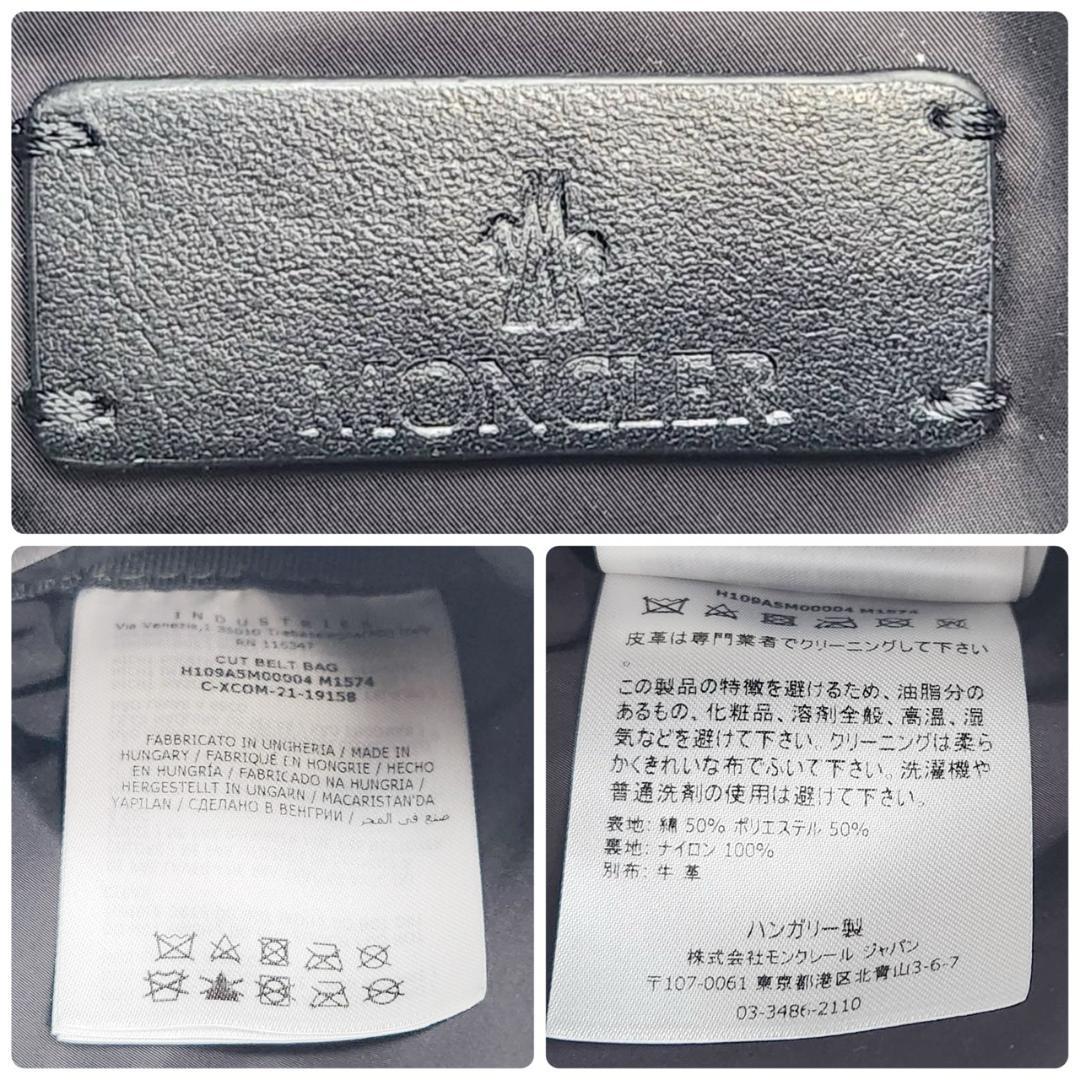 MONCLER
INDUSTRIES
Via Venezia,1 35010 Trebaseleghe
RN 116347
CUT BELT BAG
H109A5M00004 M1574
C-XCOM-21-19158
FABBRICATO IN UNGHERIA / MADE IN
HUNGARY / FABRIQUÉ EN HONGRIE / HECHO
EN HUNGRÍA / FABRICADO NA HUNGRIA /
HERGESTELLT IN UNGARN / MACARISTAN'DA
YAPILAN / СДЕЛАНО В ВЕНГРИИ / صنع في المجر
H109A5M00004 M1574
皮革は専門業者でクリーニングして下さい
。
この製品の特徴を避けるため、油脂分の
あるもの、化粧品、溶剤全般、高温、湿
気などを避けて下さい。クリーニングは柔ら
かくきれいな布でふいて下さい。洗濯機や
普通洗剤の使用は避けて下さい。
表地: 綿 50% ポリエステル 50%
裏地: ナイロン 100%
別布: 牛 革
ハンガリー製
株式会社モンクレール ジャパン
〒107-0061 東京都港区北青山3-6-7
03-3486-2110